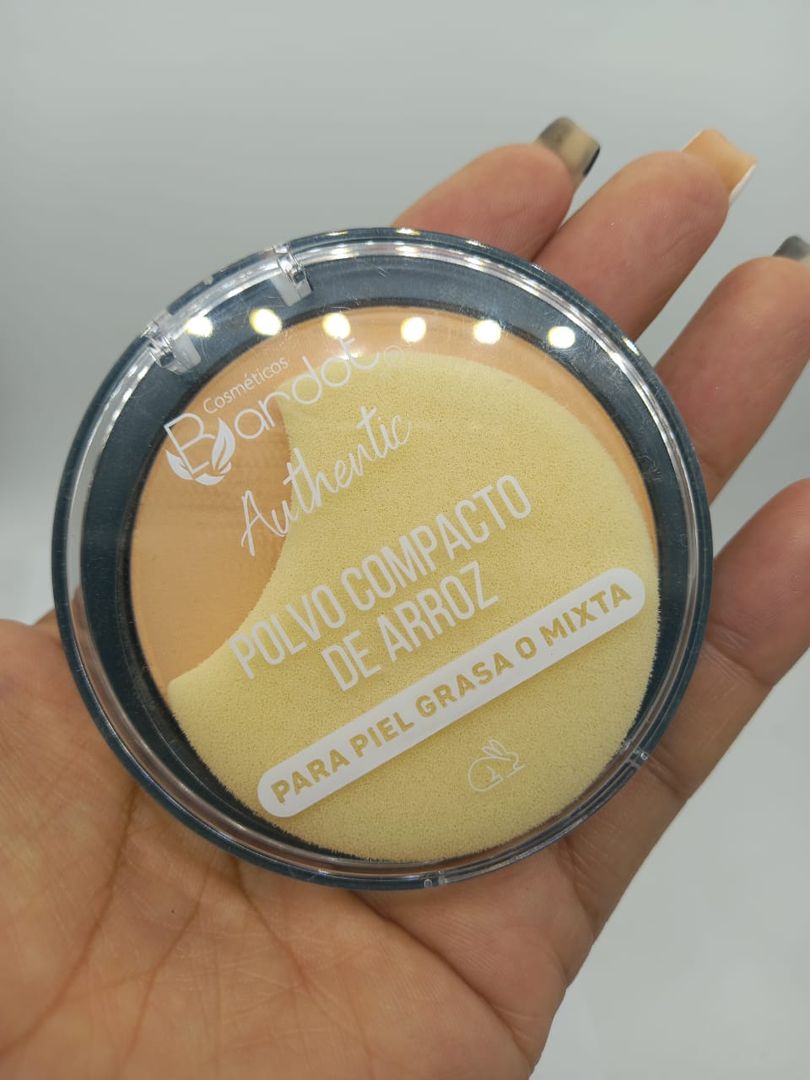 Cosméticos
Bardot
Authentic
POLVO COMPACTO
DE ARROZ
PARA PIEL GRASA O MIXTA